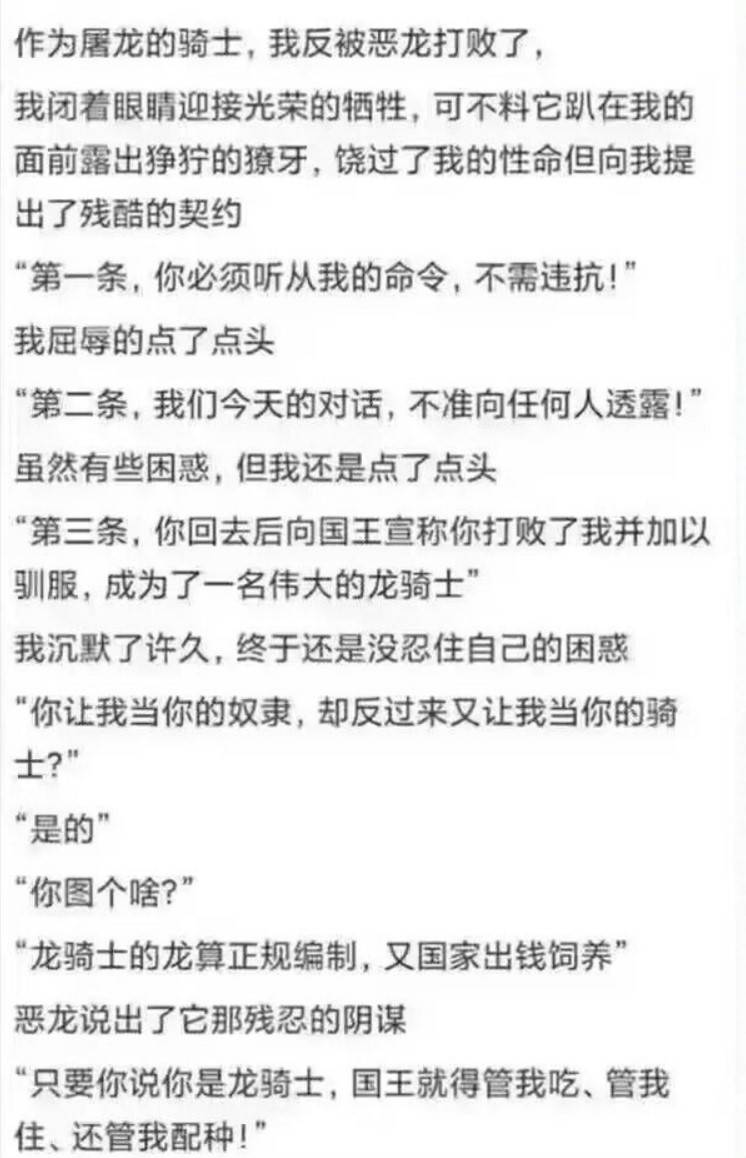 作为屠龙的骑士，我反被恶龙打败了，
我闭着眼睛迎接光荣的牺牲，可不料它趴在我的
面前露出狰狞的獠牙，饶过了我的性命但向我提
出了残酷的契约
“第一条，你必须听从我的命令，不需违抗！”
我屈辱的点了点头
“第二条，我们今天的对话，不准向任何人透露！”
虽然有些困惑，但我还是点了点头
“第三条，你回去后向国王宣称你打败了我并加以
驯服，成为了一名伟大的龙骑士”
我沉默了许久，终于还是没忍住自己的困惑
“你让我当你的奴隶，却反过来又让我当你的骑
士？”
“是的”
“你图个啥？”
“龙骑士的龙算正规编制，又国家出钱饲养”
恶龙说出了它那残忍的阴谋
“只要你说你是龙骑士，国王就得管我吃、管我
住、还管我配种！”